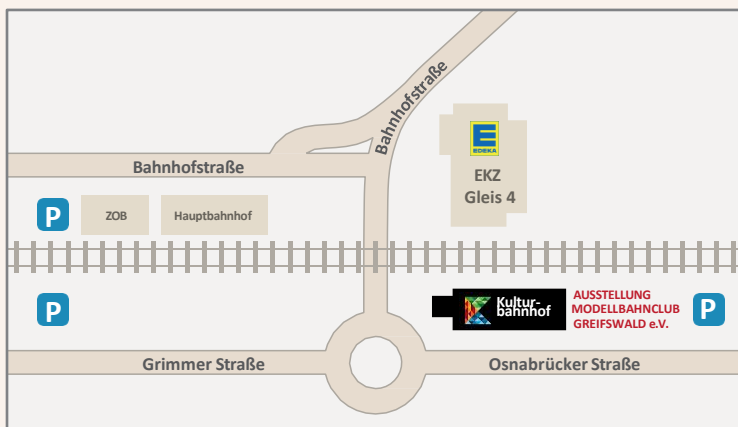 Bahnhofstraße
E
EDEKA
EKZ
Gleis 4
Bahnhofstraße
P
ZOB
Hauptbahnhof
P
Kultur-
bahnhof
AUSSTELLUNG
MODELLBAHNCLUB
GREIFSWALD e.V.
P
Grimmer Straße
Osnabrücker Straße